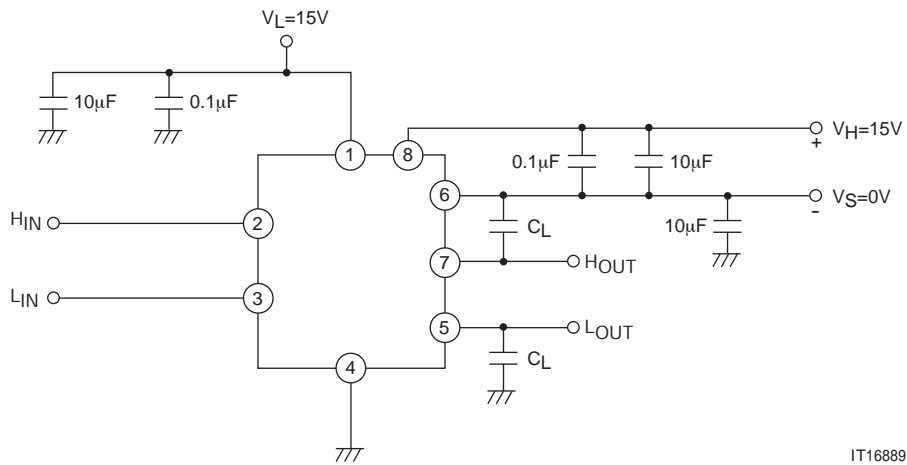 VL=15V
10μF
0.1μF
1
8
VH=15V
+
0.1μF
10μF
6
VS=0V
-
HIN
2
CL
10μF
7
HOUT
LIN
3
5
LOUT
CL
4
IT16889